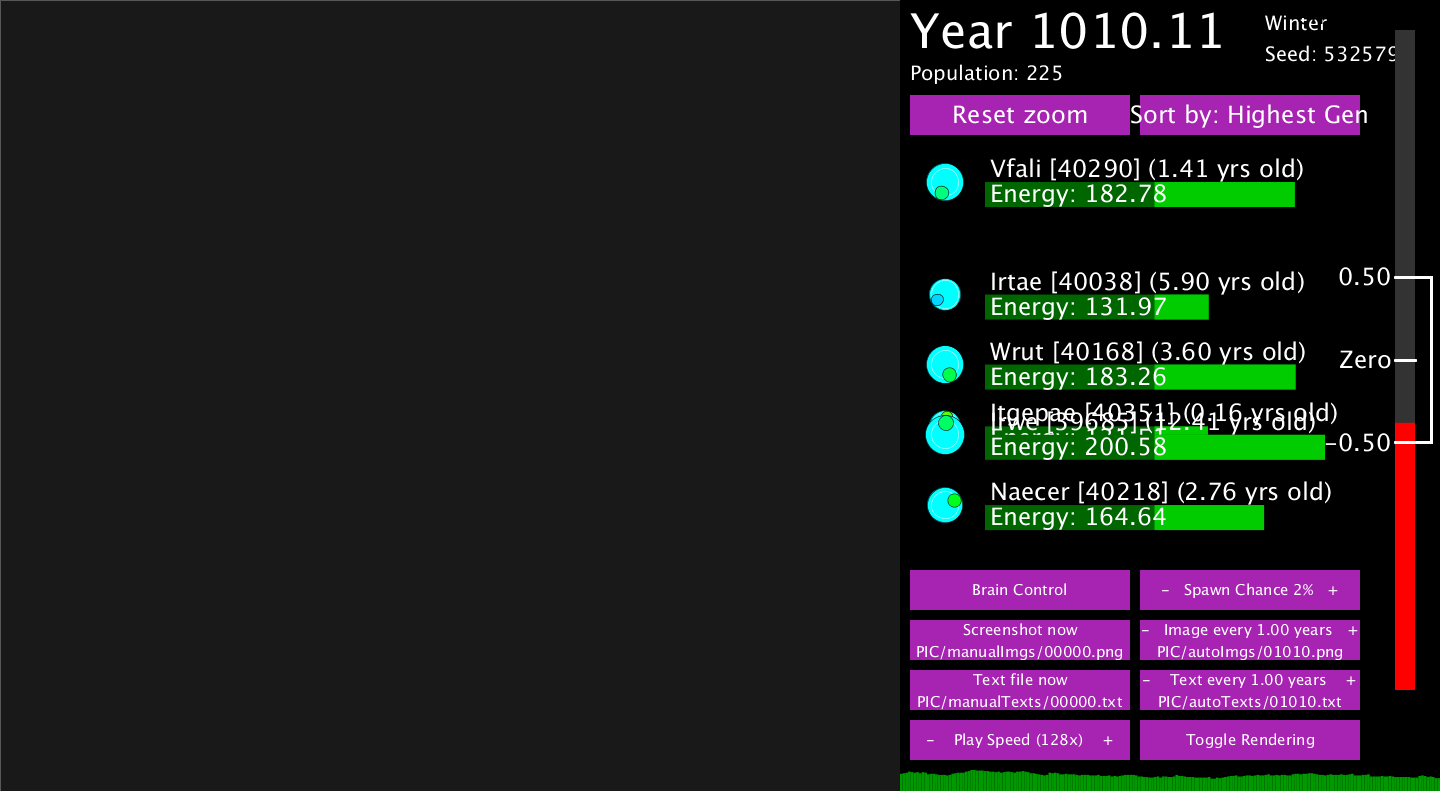 Year 1010.11
Winter
Seed: 532579
Population: 225
Reset zoom
Sort by: Highest Gen
Vfali [40290] (1.41 yrs old)
Energy: 182.78
Irtae [40038] (5.90 yrs old)
Energy: 131.97
0.50
Wrut [40168] (3.60 yrs old)
Energy: 183.26
Zero
Itgepae [40351] (0.16 yrs old)
[39685] (12.41 yrs old)
Energy: 200.58
-0.50
Naecer [40218] (2.76 yrs old)
Energy: 164.64
Brain Control
- Spawn Chance 2% +
Screenshot now
PIC/manualImgs/00000.png
- Image every 1.00 years +
PIC/autoImgs/01010.png
Text file now
PIC/manualTexts/00000.txt
- Text every 1.00 years +
PIC/autoTexts/01010.txt
- Play Speed (128x) +
Toggle Rendering